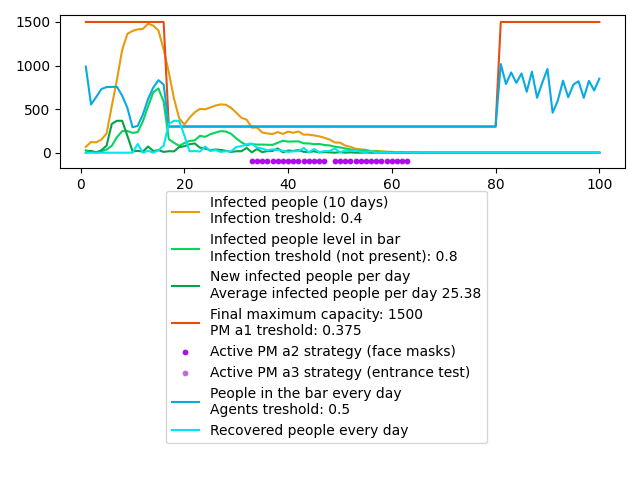 1500
1000
500
0
0 20 40 60 80 100
Infected people (10 days)
Infection treshold: 0.4
Infected people level in bar
Infection treshold (not present): 0.8
New infected people per day
Average infected people per day 25.38
Final maximum capacity: 1500
PM a1 treshold: 0.375
Active PM a2 strategy (face masks)
Active PM a3 strategy (entrance test)
People in the bar every day
Agents treshold: 0.5
Recovered people every day